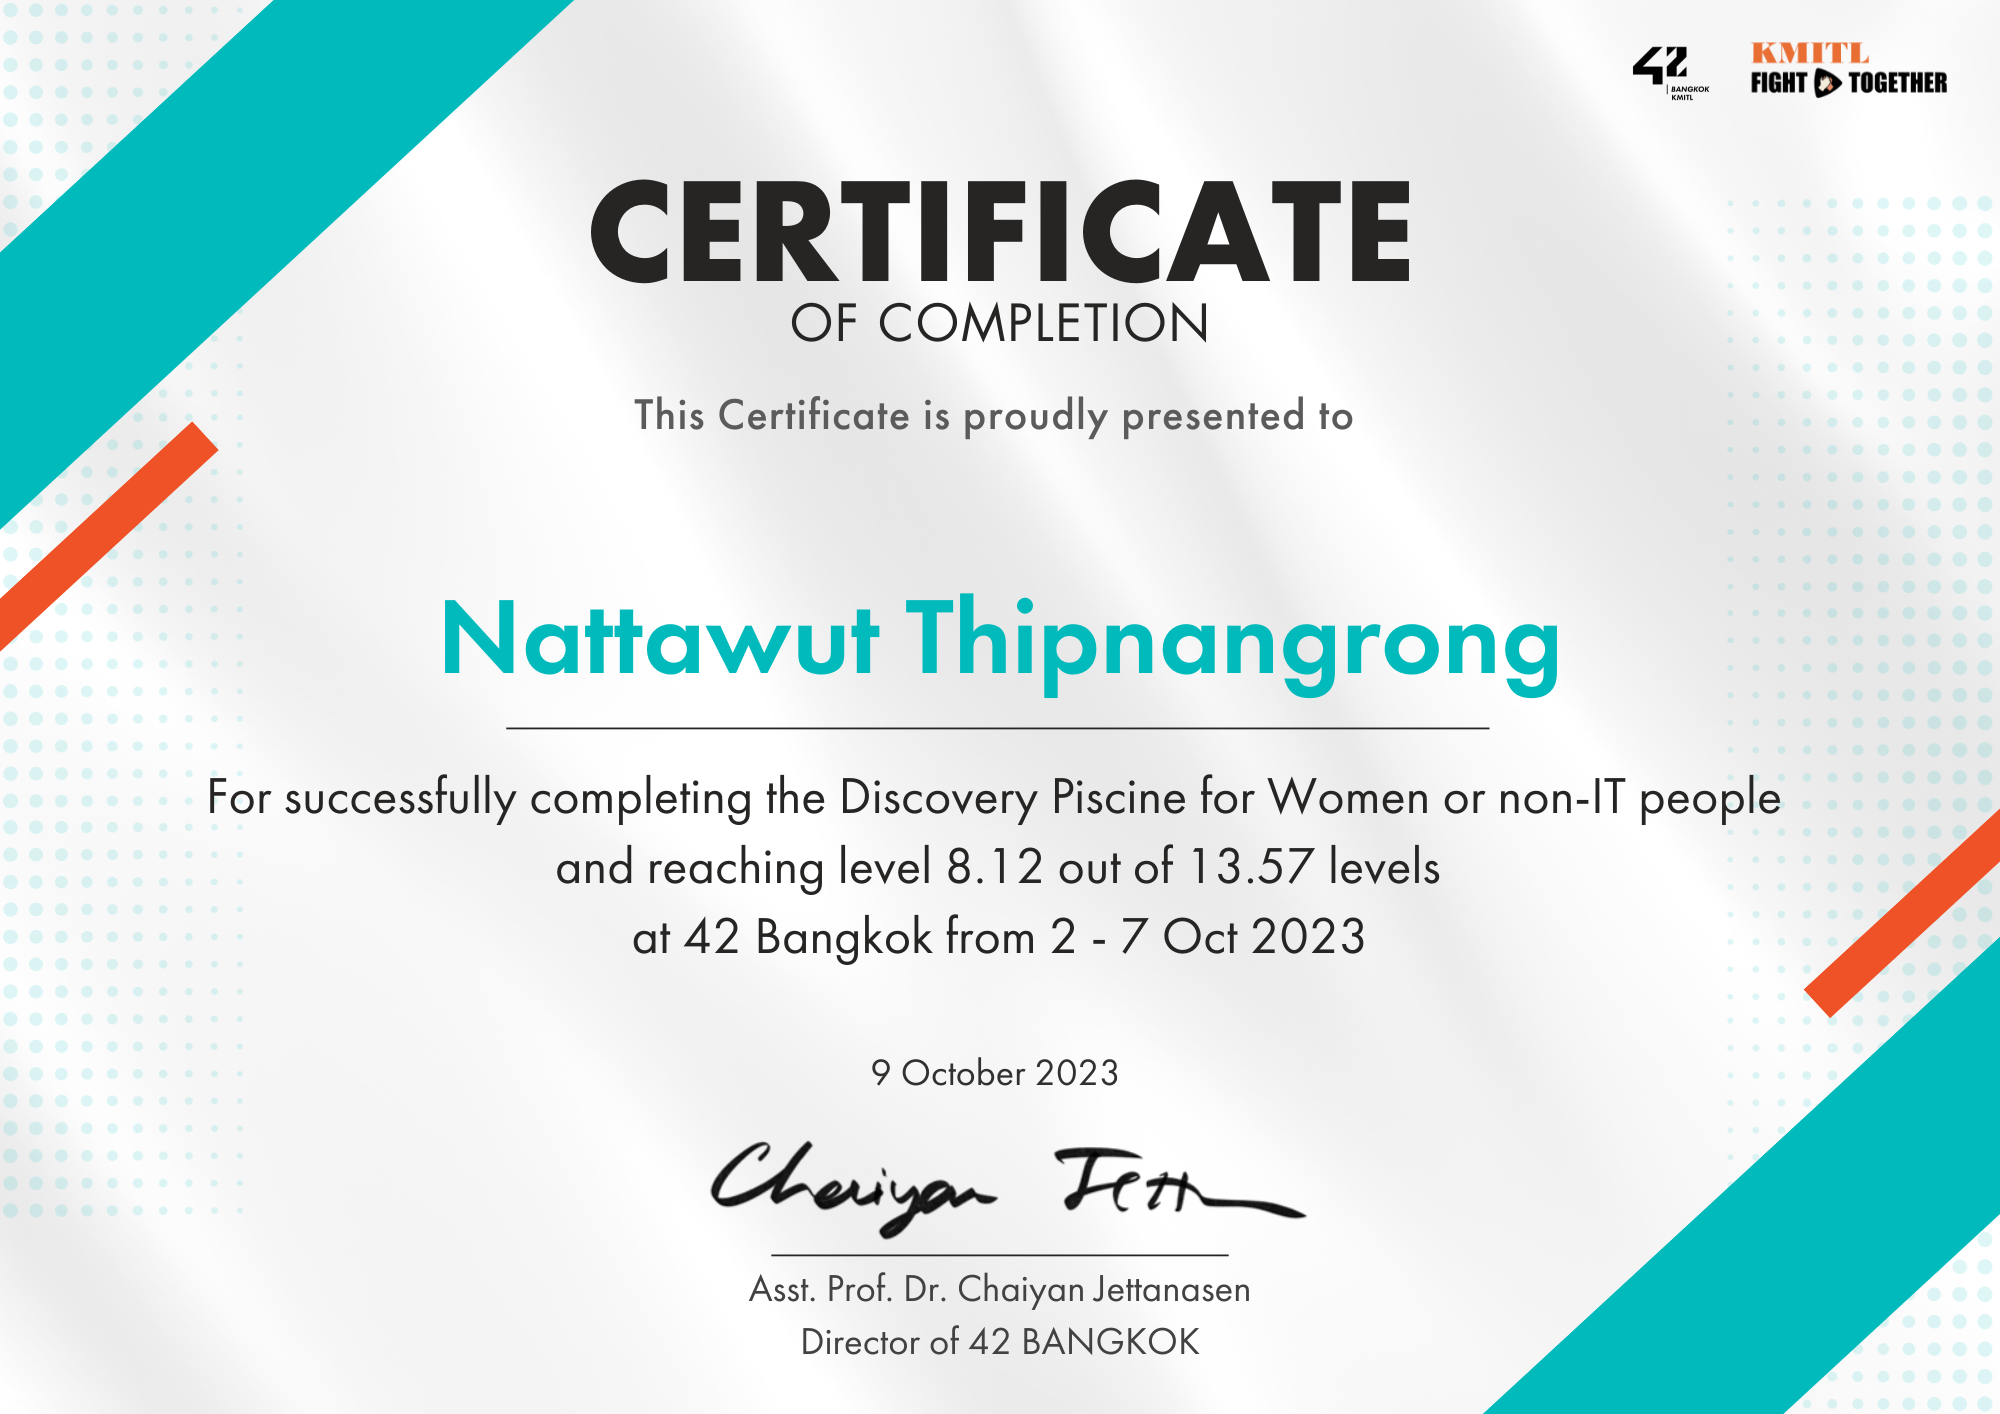 42
BANGKOK
KMITL
KMITL
FIGHT TOGETHER
CERTIFICATE
OF COMPLETION
This Certificate is proudly presented to
Nattawut Thipnangrong
For successfully completing the Discovery Piscine for Women or non-IT people
and reaching level 8.12 out of 13.57 levels
at 42 Bangkok from 2 - 7 Oct 2023
9 October 2023
Asst. Prof. Dr. Chaiyan Jettanasen
Director of 42 BANGKOK